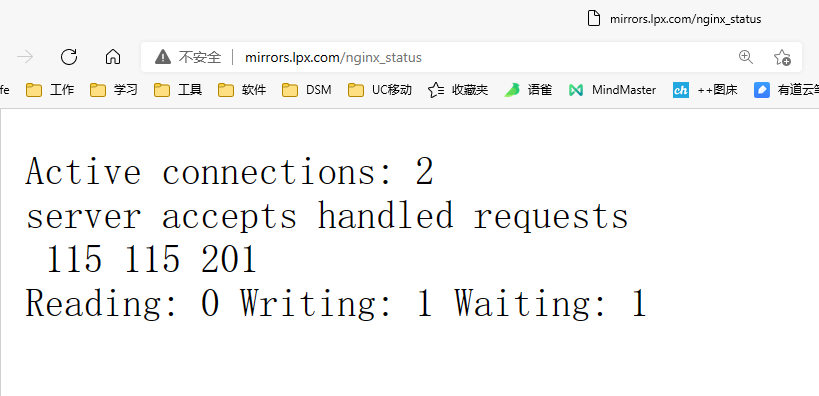 mirrors.lpx.com/nginx_status
不安全 mirrors.lpx.com/nginx_status
fe 工作 学习 工具 软件 DSM UC移动 收藏夹 语雀 MindMaster ch ++图床 有道云笔
Active connections: 2
server accepts handled requests
115 115 201
Reading: 0 Writing: 1 Waiting: 1